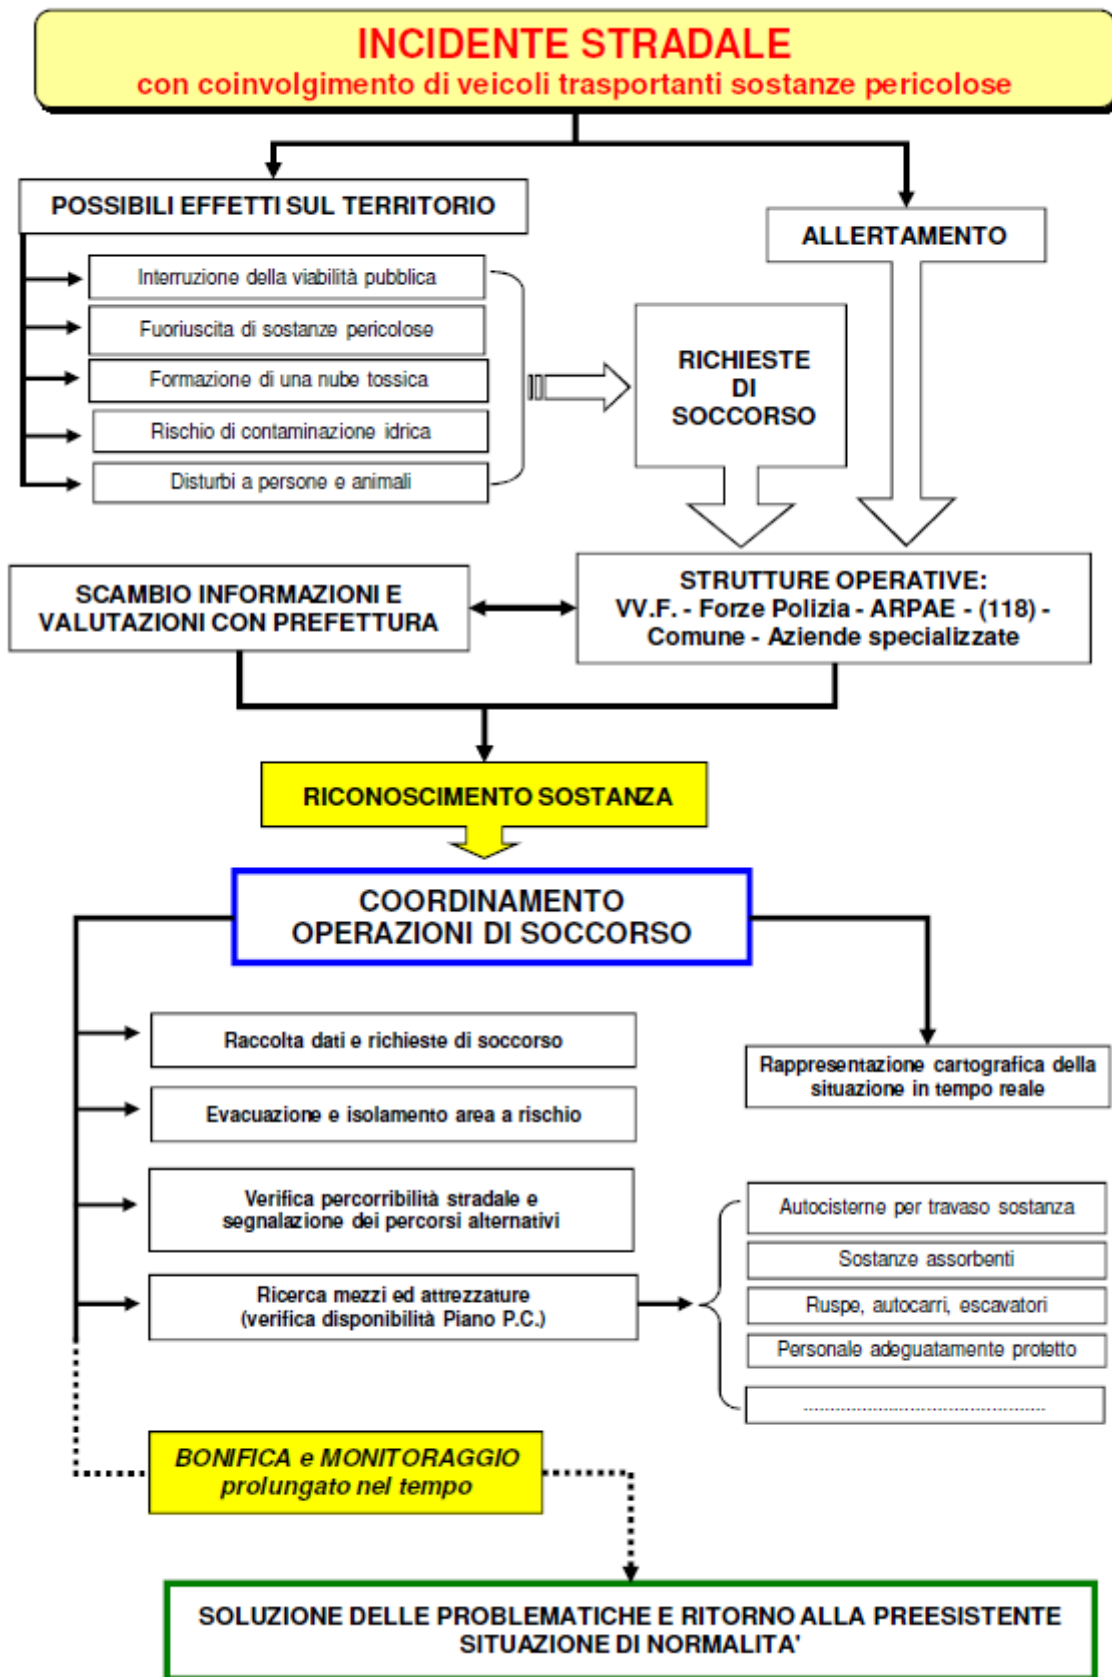 INCIDENTE STRADALE
con coinvolgimento di veicoli trasportanti sostanze pericolose
POSSIBILI EFFETTI SUL TERRITORIO
ALLERTAMENTO
Interruzione della viabilità pubblica
Fuoriuscita di sostanze pericolose
Formazione di una nube tossica
Rischio di contaminazione idrica
Disturbi a persone e animali
RICHIESTE
DI
SOCCORSO
SCAMBIO INFORMAZIONI E
VALUTAZIONI CON PREFETTURA
STRUTTURE OPERATIVE:
VV.F. - Forze Polizia - ARPAE - (118) -
Comune - Aziende specializzate
RICONOSCIMENTO SOSTANZA
COORDINAMENTO
OPERAZIONI DI SOCCORSO
Raccolta dati e richieste di soccorso
Evacuazione e isolamento area a rischio
Verifica percorribilità stradale e
segnalazione dei percorsi alternativi
Ricerca mezzi ed attrezzature
(verifica disponibilità Piano P.C.)
Rappresentazione cartografica della
situazione in tempo reale
Autocisterne per travaso sostanza
Sostanze assorbenti
Ruspe, autocarri, escavatori
Personale adeguatamente protetto
................................................
BONIFICA e MONITORAGGIO
prolungato nel tempo
SOLUZIONE DELLE PROBLEMATICHE E RITORNO ALLA PREESISTENTE
SITUAZIONE DI NORMALITA'